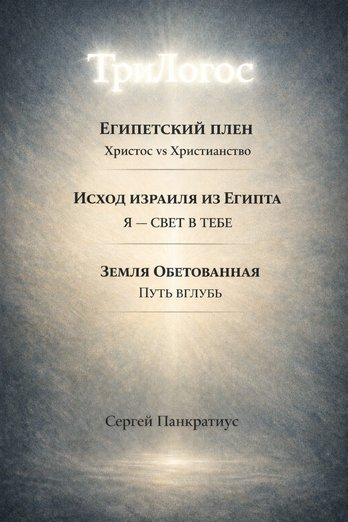 ТриЛогос
Египетский плен
Христос vs Христианство
Исход израиля из Египта
Я — СВЕТ В ТЕБЕ
Земля Обетованная
Путь вглубь
Сергей Панкратиус